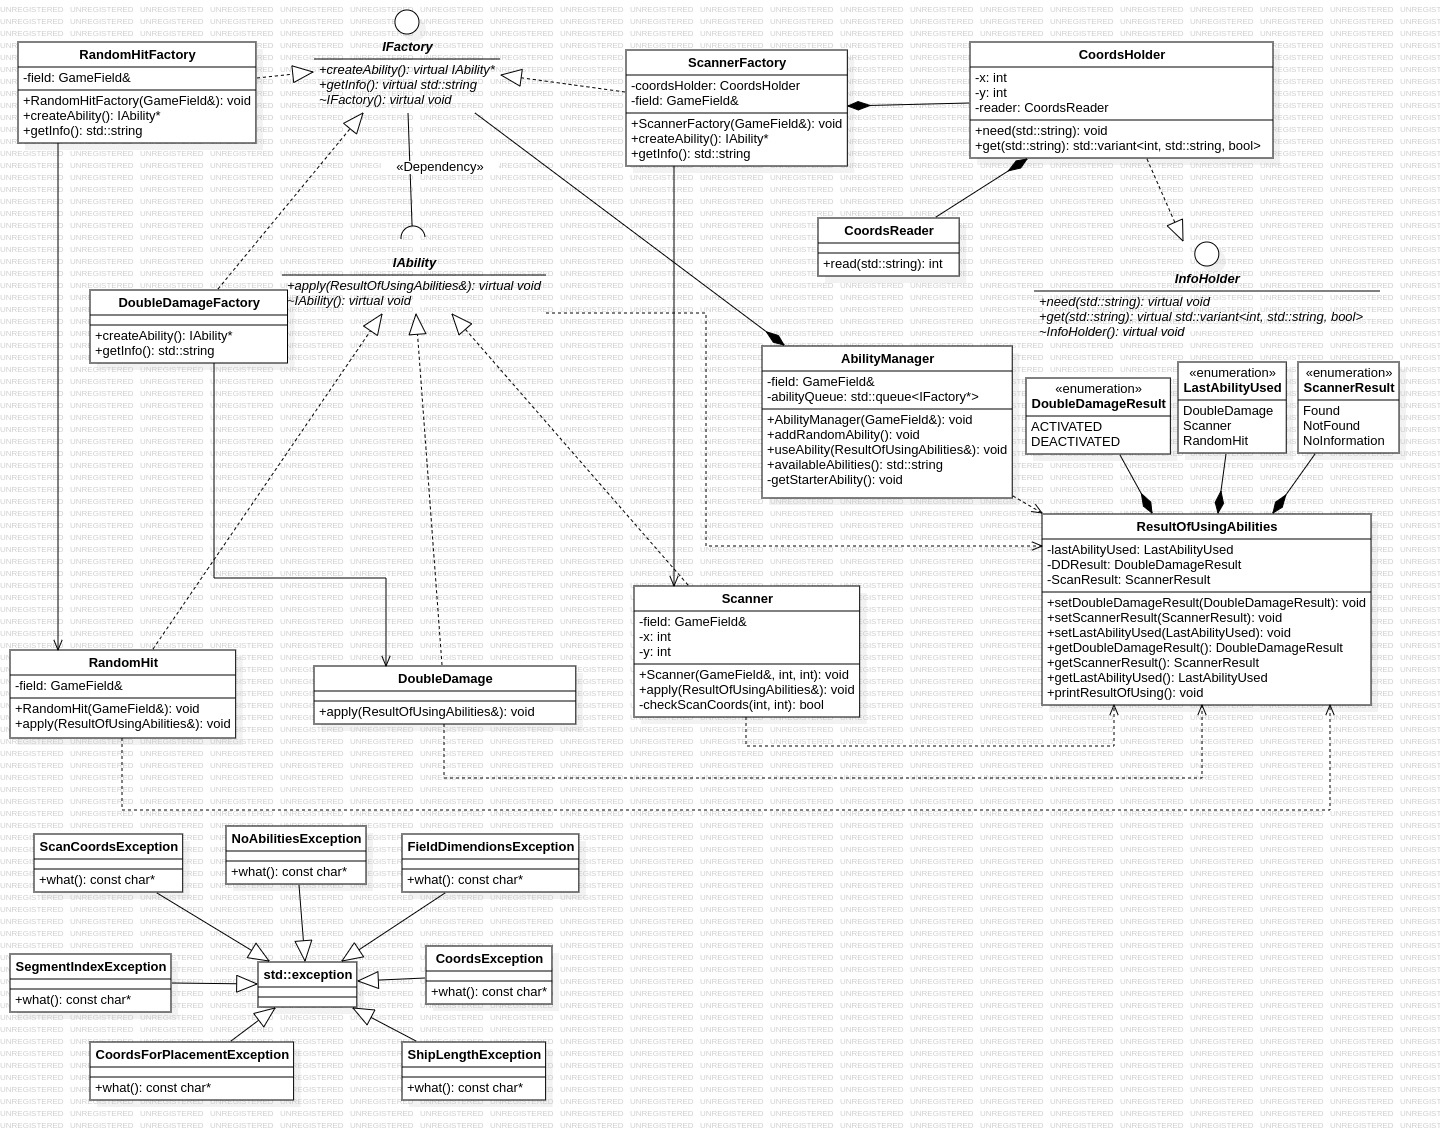 IFactory
+createAbility(): virtual IAbility*
+getInfo(): virtual std::string
~IFactory(): virtual void
RandomHitFactory
-field: GameField&
+RandomHitFactory(GameField&): void
+createAbility(): IAbility*
+getInfo(): std::string
ScannerFactory
-coordsHolder: CoordsHolder
-field: GameField&
+ScannerFactory(GameField&): void
+createAbility(): IAbility*
+getInfo(): std::string
CoordsHolder
-x: int
-y: int
-reader: CoordsReader
+need(std::string): void
+get(std::string): std::variant<int, std::string, bool>
«Dependency»
CoordsReader
+read(std::string): int
IAbility
+apply(ResultOfUsingAbilities&): virtual void
~IAbility(): virtual void
InfoHolder
+need(std::string): virtual void
+get(std::string): virtual std::variant<int, std::string, bool>
~InfoHolder(): virtual void
DoubleDamageFactory
+createAbility(): IAbility*
+getInfo(): std::string
AbilityManager
-field: GameField&
-abilityQueue: std::queue<IFactory*>
+AbilityManager(GameField&): void
+addRandomAbility(): void
+useAbility(ResultOfUsingAbilities&): void
+availableAbilities(): std::string
-getStarterAbility(): void
«enumeration»
DoubleDamageResult
ACTIVATED
DEACTIVATED
«enumeration»
LastAbilityUsed
DoubleDamage
Scanner
RandomHit
«enumeration»
ScannerResult
Found
NotFound
NoInformation
ResultOfUsingAbilities
-lastAbilityUsed: LastAbilityUsed
-DDResult: DoubleDamageResult
-ScanResult: ScannerResult
+setDoubleDamageResult(DoubleDamageResult): void
+setScannerResult(ScannerResult): void
+setLastAbilityUsed(LastAbilityUsed): void
+getDoubleDamageResult(): DoubleDamageResult
+getScannerResult(): ScannerResult
+getLastAbilityUsed(): LastAbilityUsed
+printResultOfUsing(): void
Scanner
-field: GameField&
-x: int
-y: int
+Scanner(GameField&, int, int): void
+apply(ResultOfUsingAbilities&): void
-checkScanCoords(int, int): bool
RandomHit
-field: GameField&
+RandomHit(GameField&): void
+apply(ResultOfUsingAbilities&): void
DoubleDamage
+apply(ResultOfUsingAbilities&): void
ScanCoordsException
+what(): const char*
NoAbilitiesException
+what(): const char*
FieldDimendionsException
+what(): const char*
SegmentIndexException
+what(): const char*
std::exception
CoordsException
+what(): const char*
CoordsForPlacementException
+what(): const char*
ShipLengthException
+what(): const char*